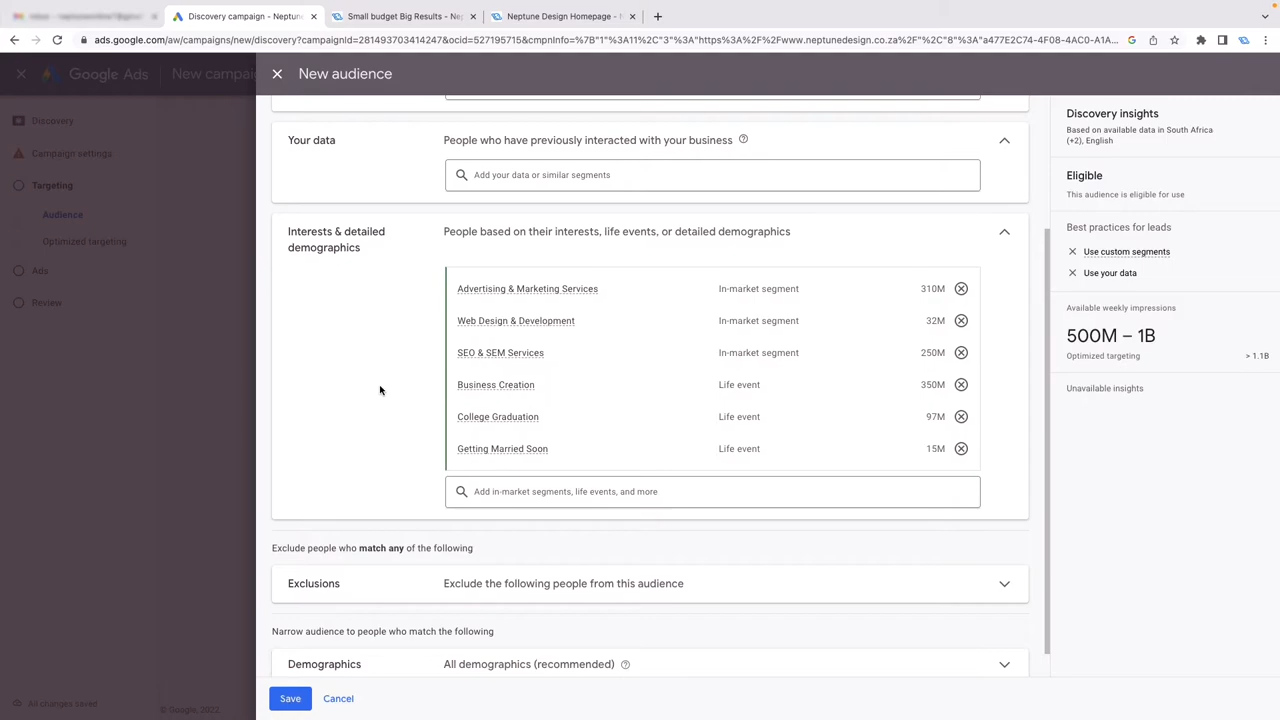 Discovery campaign - Neptune
Small budget Big Results - Nep
Neptune Design Homepage -
ads.google.com/aw/campaigns/new/discovery?campaignId=281493703414247&ocid=527195715&cmpnInfo=%7B"1"%3A11%2C"3"%3A"https%3A%2F%2Fwww.neptunedesign.co.za%2F"%2C"8"%3A"a477E2C74-4F08-4AC0-A1A...
Google Ads
New campai
New audience
Discovery
Campaign settings
Targeting
Audience
Optimized targeting
Ads
Review
All changes saved
© Google, 2022.
Your data
People who have previously interacted with your business
Add your data or similar segments
Interests & detailed
demographics
People based on their interests, life events, or detailed demographics
Advertising & Marketing Services In-market segment 310M
Web Design & Development In-market segment 32M
SEO & SEM Services In-market segment 250M
Business Creation Life event 350M
College Graduation Life event 97M
Getting Married Soon Life event 15M
Add in-market segments, life events, and more
Exclude people who match any of the following
Exclusions
Exclude the following people from this audience
Narrow audience to people who match the following
Demographics
All demographics (recommended)
Save
Cancel
Discovery insights
Based on available data in South Africa
(+2), English
Eligible
This audience is eligible for use
Best practices for leads
Use custom segments
Use your data
Available weekly impressions
500M – 1B
Optimized targeting > 1.1B
Unavailable insights